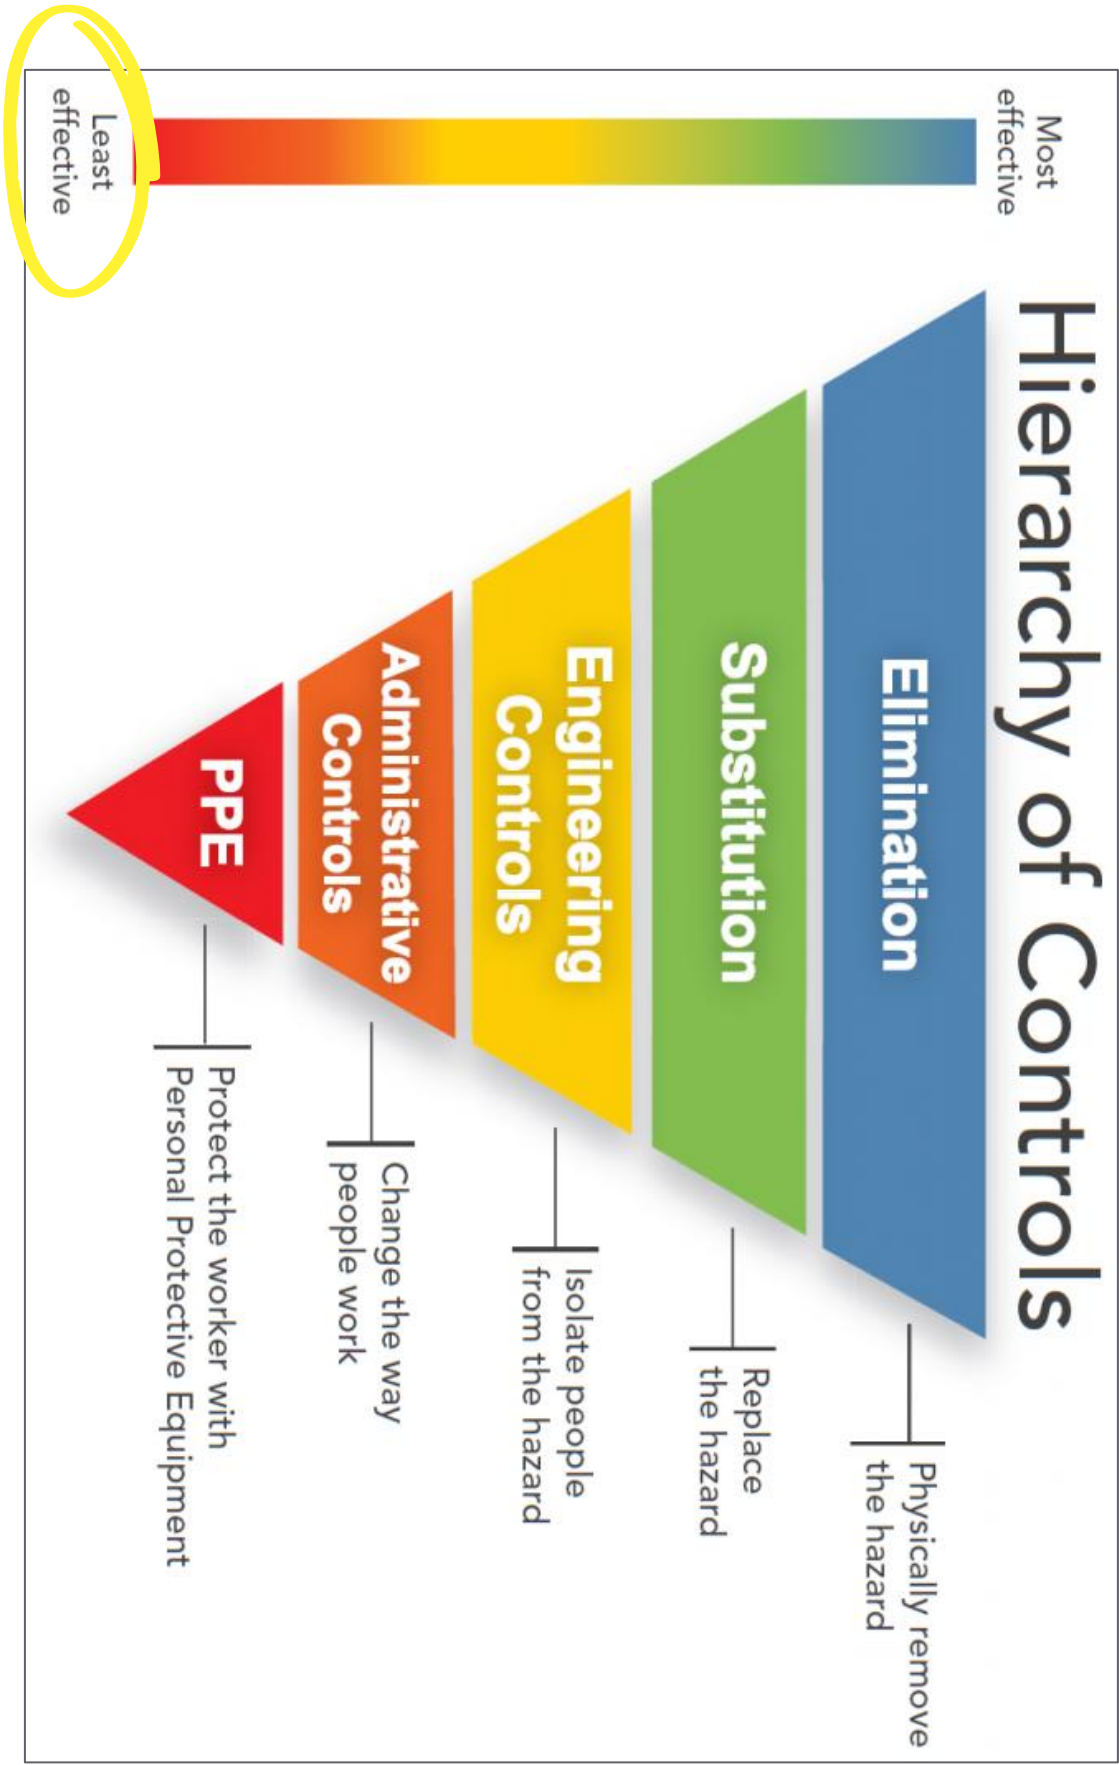 Hierarchy of Controls
Most
effective
Elimination
Physically remove
the hazard
Substitution
Replace
the hazard
Engineering
Controls
Isolate people
from the hazard
Administrative
Controls
Change the way
people work
PPE
Protect the worker with
Personal Protective Equipment
Least
effective